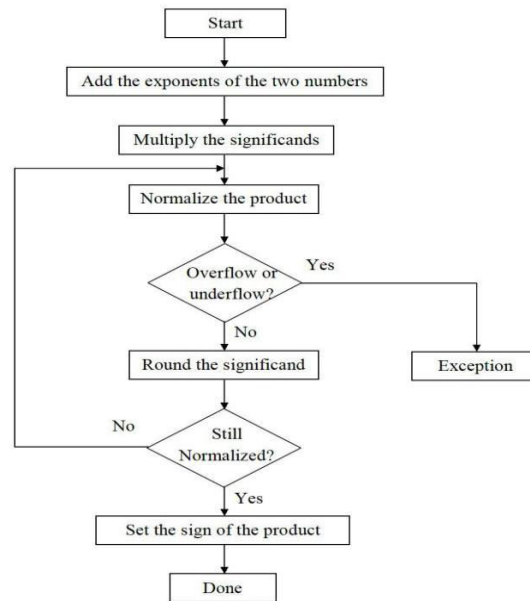 Start
Add the exponents of the two numbers
Multiply the significands
Normalize the product
Overflow or
underflow?
Yes
No
Round the significand
Exception
No
Still
Normalized?
Yes
Set the sign of the product
Done